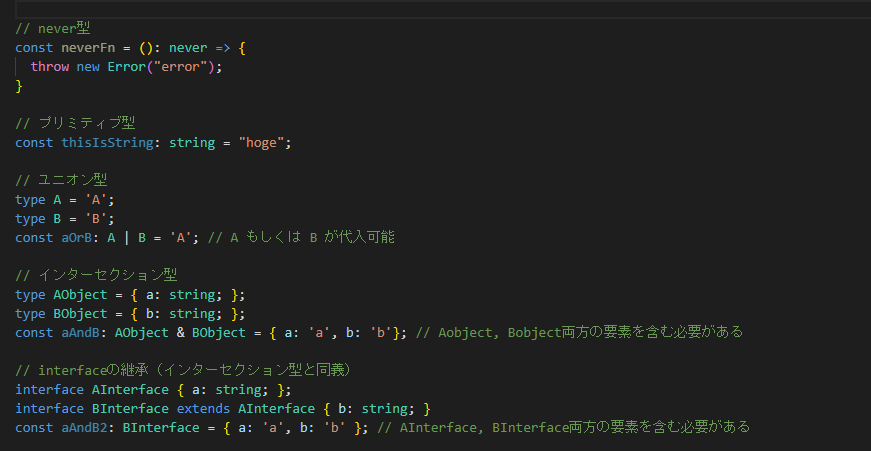 // never型
const neverFn = (): never => {
  throw new Error("error");
}
// プリミティブ型
const thisIsString: string = "hoge";
// ユニオン型
type A = 'A';
type B = 'B';
const aOrB: A | B = 'A'; // A もしくは B が代入可能
// インターセクション型
type AObject = { a: string; };
type BObject = { b: string; };
const aAndB: AObject & BObject = { a: 'a', b: 'b'}; // Aobject, Bobject両方の要素を含む必要がある
// interfaceの継承（インターセクション型と同義）
interface AInterface { a: string; };
interface BInterface extends AInterface { b: string; }
const aAndB2: BInterface = { a: 'a', b: 'b' }; // AInterface, BInterface両方の要素を含む必要がある